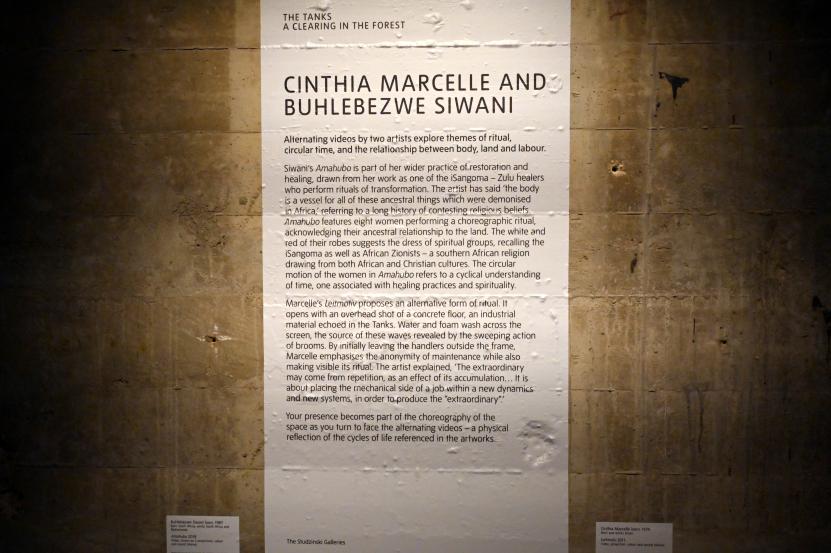 THE TANKS
A CLEARING IN THE FOREST
CINTHIA MARCELLE AND
BUHLEBEZWE SIWANI
Alternating videos by two artists explore themes of ritual,
circular time, and the relationship between body, land and labour.
Siwani's Amahubo is part of her wider practice of restoration and
healing, drawn from her work as one of the iSangoma – Zulu healers
who perform rituals of transformation. The artist has said 'the body
is a vessel for all of these ancestral things which were demonised
in Africa,' referring to a long history of contesting religious beliefs.
Amahubo features eight women performing a choreographic ritual,
acknowledging their ancestral relationship to the land. The white and
red of their robes suggests the dress of spiritual groups, recalling the
iSangoma as well as African Zionists – a southern African religion
drawing from both African and Christian cultures. The circular
motion of the women in Amahubo refers to a cyclical understanding
of time, one associated with healing practices and spirituality.
Marcelle's Leitmotiv proposes an alternative form of ritual. It
opens with an overhead shot of a concrete floor, an industrial
material echoed in the Tanks. Water and foam wash across the
screen, the source of these waves revealed by the sweeping action
of brooms. By initially leaving the handlers outside the frame,
Marcelle emphasises the anonymity of maintenance while also
making visible its ritual. The artist explained, 'The extraordinary
may come from repetition, as an effect of its accumulation... It is
about placing the mechanical side of a job within a new dynamics
and new systems, in order to produce the "extraordinary".'
Your presence becomes part of the choreography of the
space as you turn to face the alternating videos – a physical
reflection of the cycles of life referenced in the artworks.
The Studzinski Galleries
Buhlebezwe Siwani born 1987
Amahubo 2018
Cinthia Marcelle born 1974
Leitmotiv 2011